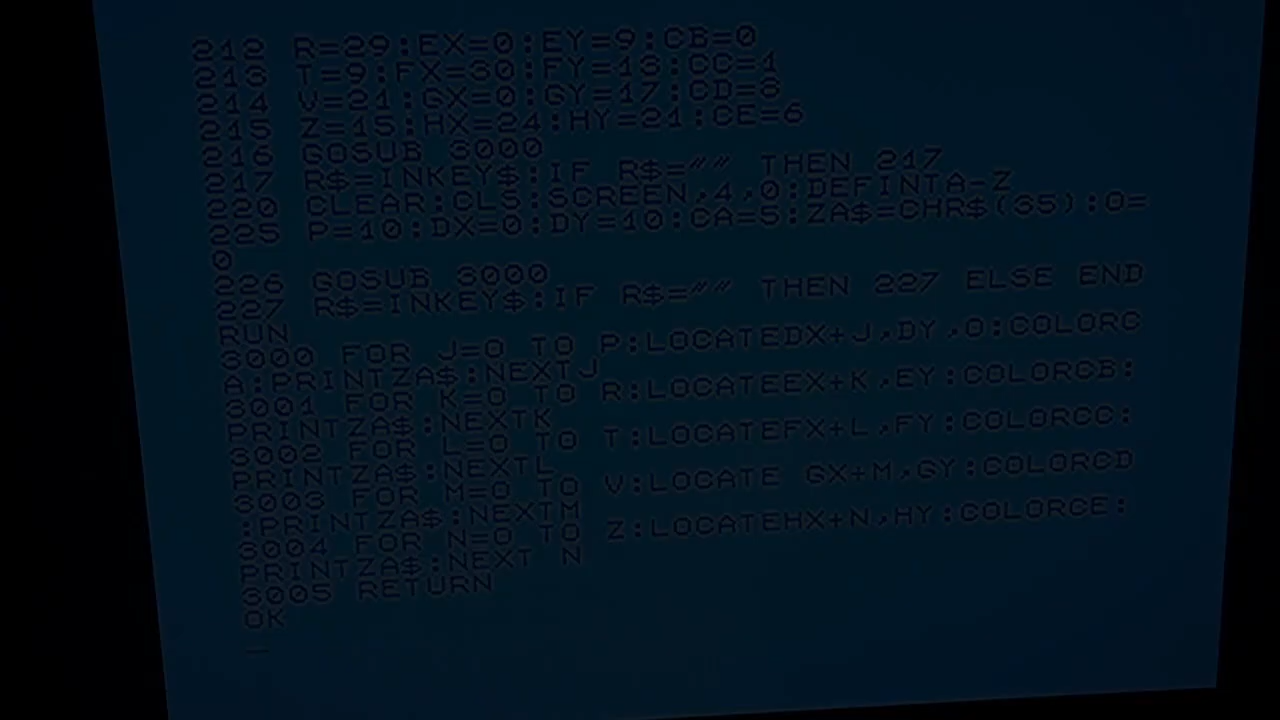 212 R=29:EX=0:EY=9:CB=0
213 T=9:FX=30:FY=13:CC=1
214 V=21:GX=0:GY=17:CD=8
215 Z=15:HX=24:HY=21:CE=6
216 GOSUB 3000
217 R$=INKEY$:IF R$="" THEN 217
220 CLEAR:CLS:SCREEN,4,0:DEFINTA-Z
225 P=10:DX=0:DY=10:CA=5:ZA$=CHR$(35):O=
0
226 GOSUB 3000
227 R$=INKEY$:IF R$="" THEN 227 ELSE END
RUN
3000 FOR J=O TO P:LOCATEDX+J,DY,O:COLORC
A:PRINTZA$:NEXTJ
3001 FOR K=O TO R:LOCATEEX+K,EY:COLORCB:
PRINTZA$:NEXTK
3002 FOR L=O TO T:LOCATEFX+L,FY:COLORCC:
PRINTZA$:NEXTL
3003 FOR M=O TO V:LOCATE GX+M,GY:COLORCD
:PRINTZA$:NEXTM
3004 FOR N=O TO Z:LOCATEHX+N,HY:COLORCE:
PRINTZA$:NEXT N
3005 RETURN
OK